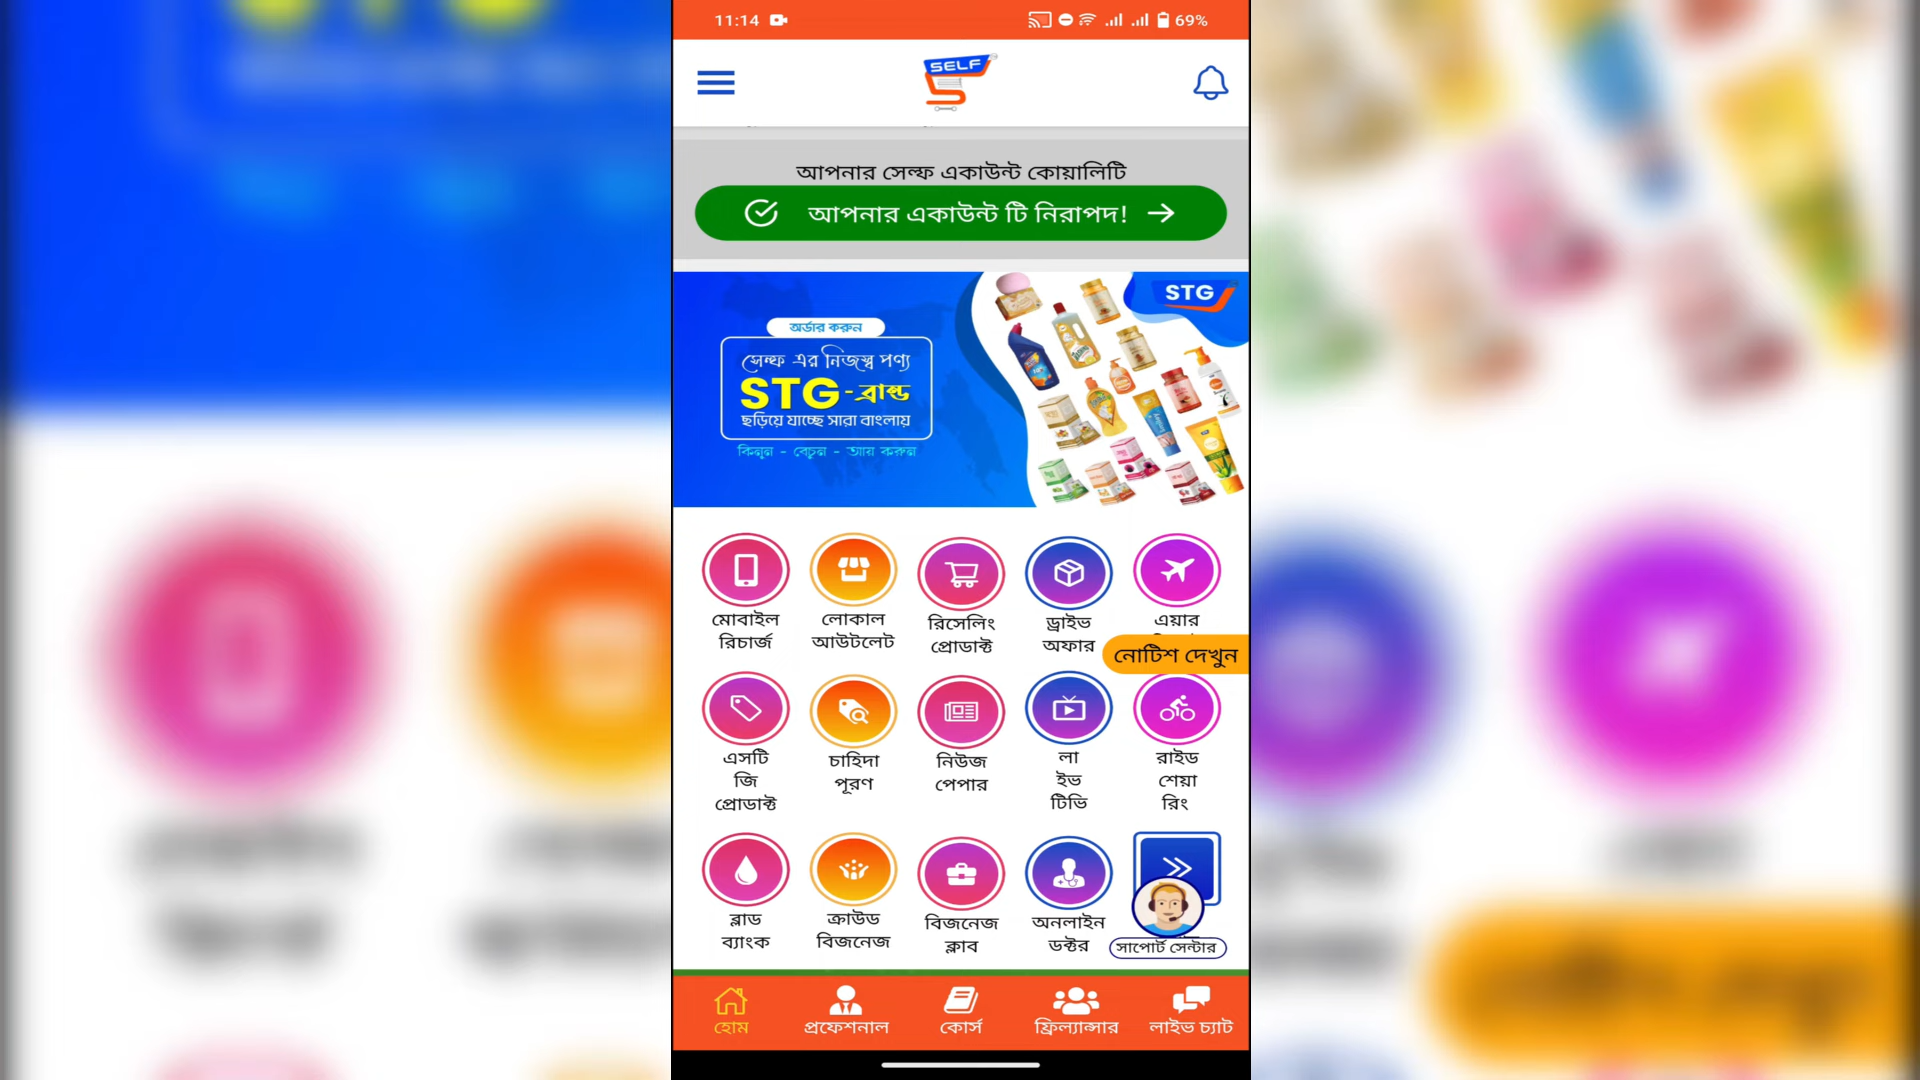 11:14
69%
SELF
আপনার সেল্ফ একাউন্ট কোয়ালিটি
আপনার একাউন্ট টি নিরাপদ!
STG
অর্ডার করুন
সেল্ফ এর নিজস্ব পণ্য
STG-ব্রান্ড
ছড়িয়ে যাচ্ছে সারা বাংলায়
কিনুন - বেচুন - আয় করুন
মোবাইল
রিচার্জ
লোকাল
আউটলেট
রিসেলিং
প্রোডাক্ট
ড্রাইভ
অফার
এয়ার
নোটিশ দেখুন
এসটি
জি
প্রোডাক্ট
চাহিদা
পূরণ
নিউজ
পেপার
লা
ইভ
টিভি
রাইড
শেয়া
রিং
ব্লাড
ব্যাংক
ক্রাউড
বিজনেজ
বিজনেজ
ক্লাব
অনলাইন
ডক্টর
সাপোর্ট সেন্টার
হোম
প্রফেশনাল
কোর্স
ফ্রিল্যান্সার
লাইভ চ্যাট